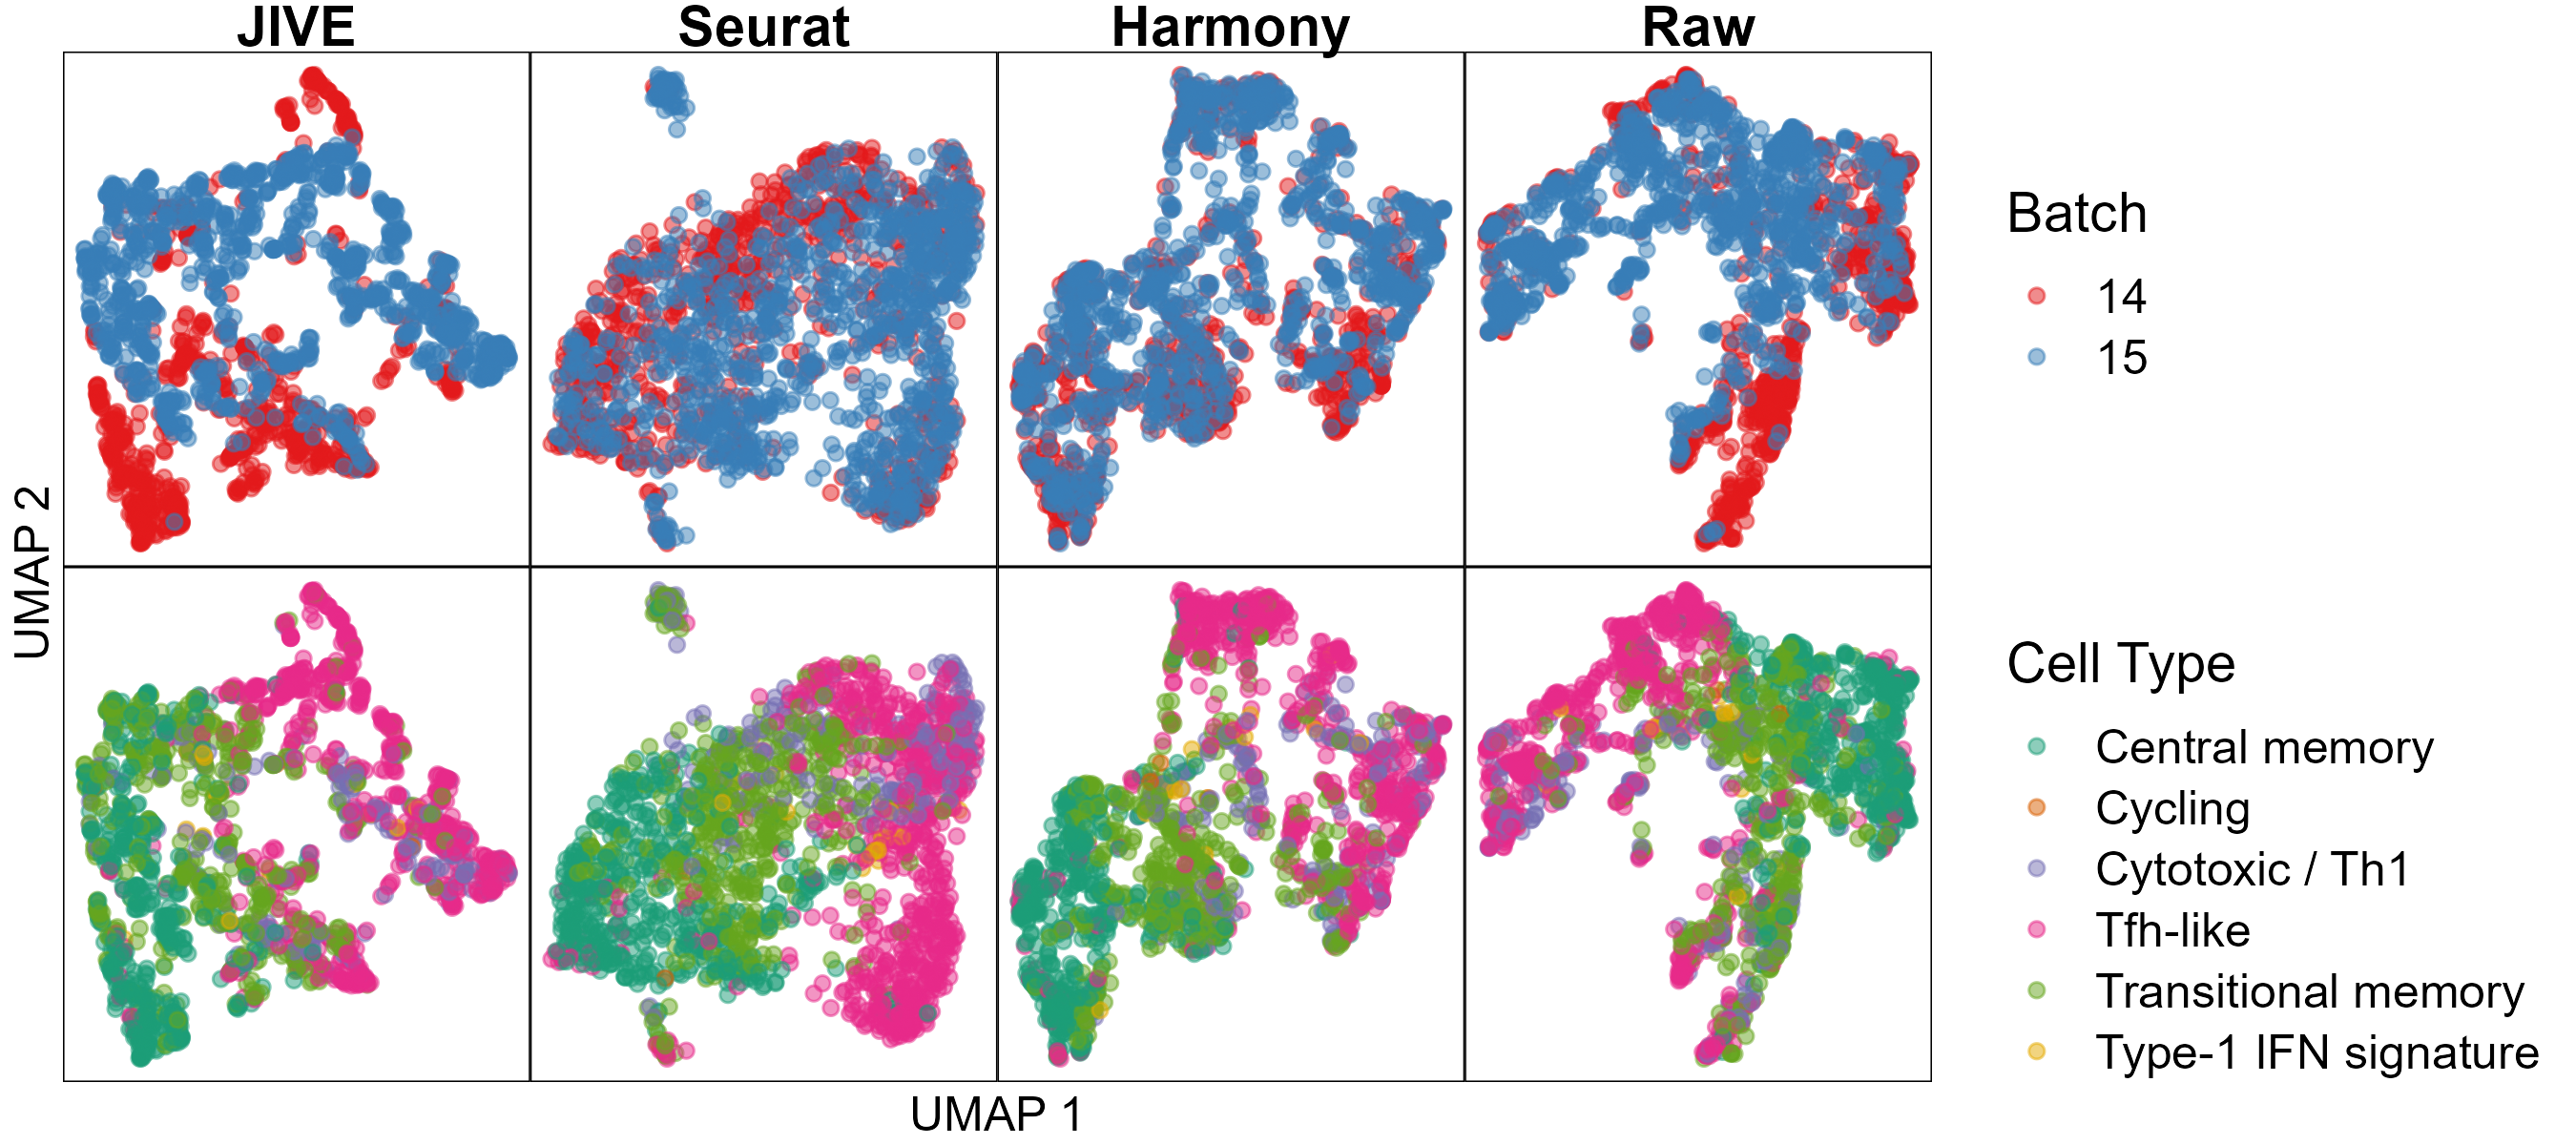 JIVE Seurat Harmony Raw
UMAP 2
UMAP 1
Batch
14
15
Cell Type
Central memory
Cycling
Cytotoxic / Th1
Tfh-like
Transitional memory
Type-1 IFN signature